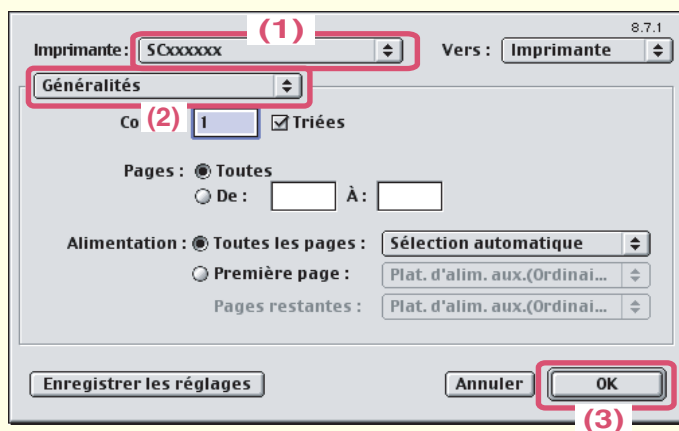 8.7.1
(1)
Imprimante : SCxxxxxx Vers : Imprimante
Généralités
(2)
Co 1 Triées
Pages : Toutes
De : À :
Alimentation : Toutes les pages : Sélection automatique
Première page : Plat. d'alim. aux.(Ordinai...
Pages restantes : Plat. d'alim. aux.(Ordinai...
Enregistrer les réglages Annuler OK
(3)